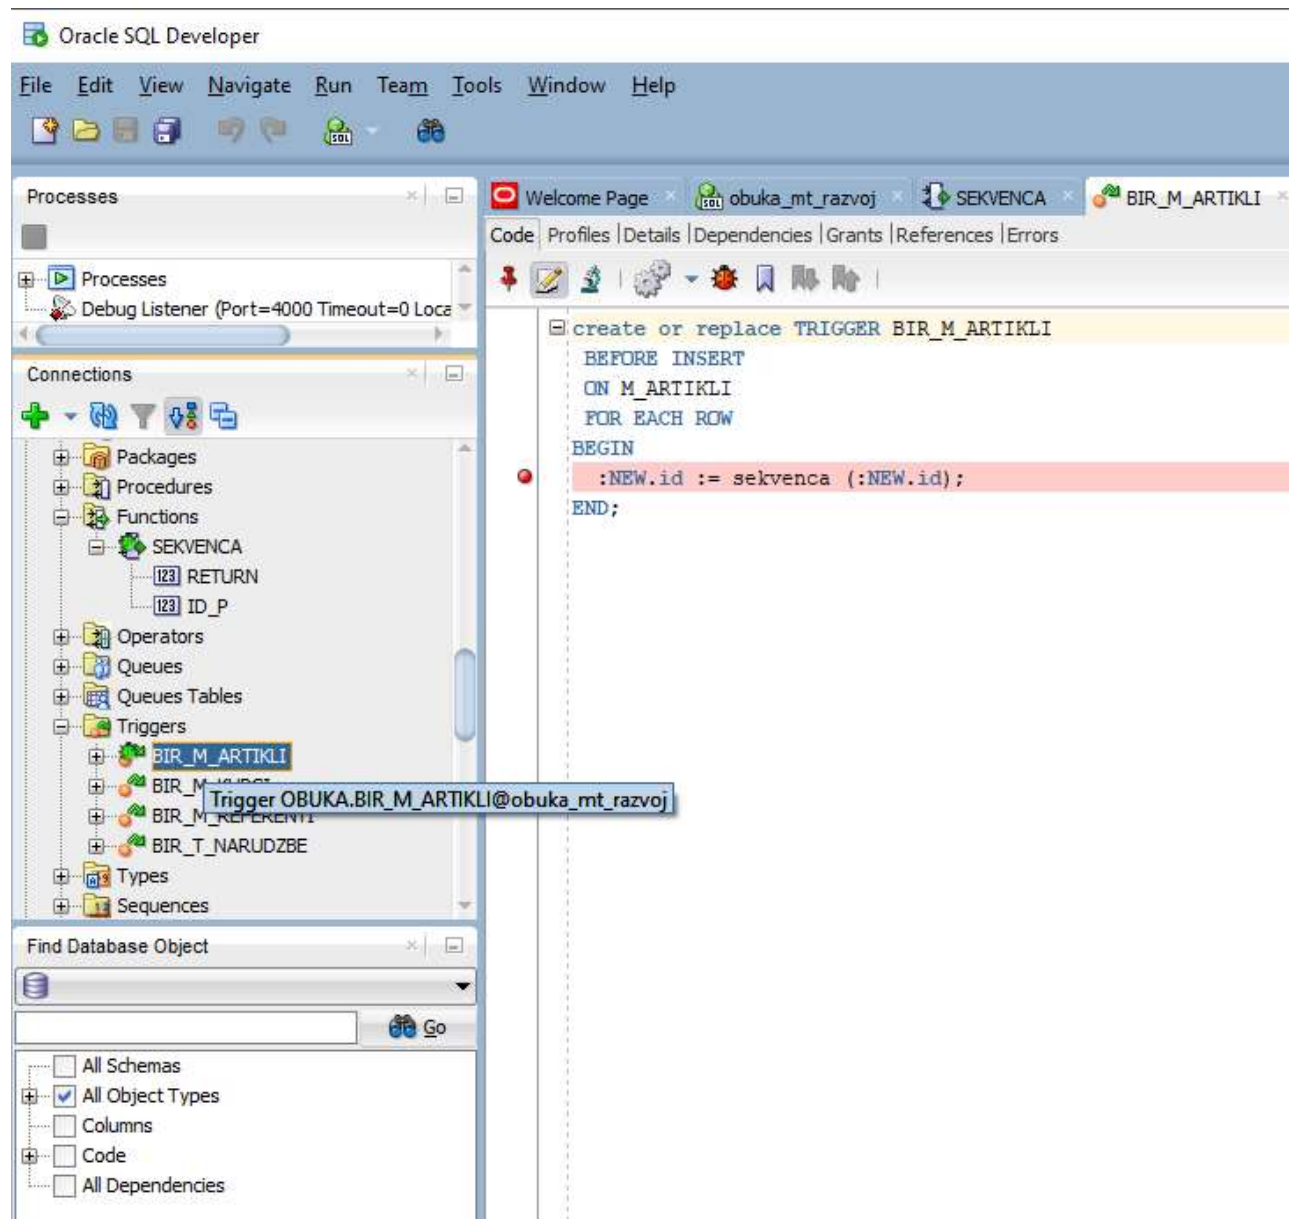 Oracle SQL Developer
File Edit View Navigate Run Team Tools Window Help
SQL
Processes
Processes
Debug Listener (Port=4000 Timeout=0 Loca
Connections
Packages
Procedures
Functions
SEKVENCA
123 RETURN
123 ID_P
Operators
Queues
Queues Tables
Triggers
BIR_M_ARTIKLI
BIR_M
Trigger OBUKA.BIR_M_ARTIKLI@obuka_mt_razvoj
BIR_M_REFERENTI
BIR_T_NARUDZBE
Types
Sequences
Find Database Object
Go
All Schemas
All Object Types
Columns
Code
All Dependencies
Welcome Page obuka_mt_razvoj SEKVENCA BIR_M_ARTIKLI
Code Profiles |Details |Dependencies |Grants |References |Errors
create or replace TRIGGER BIR_M_ARTIKLI
BEFORE INSERT
ON M_ARTIKLI
FOR EACH ROW
BEGIN
:NEW.id := sekvenca (:NEW.id);
END;